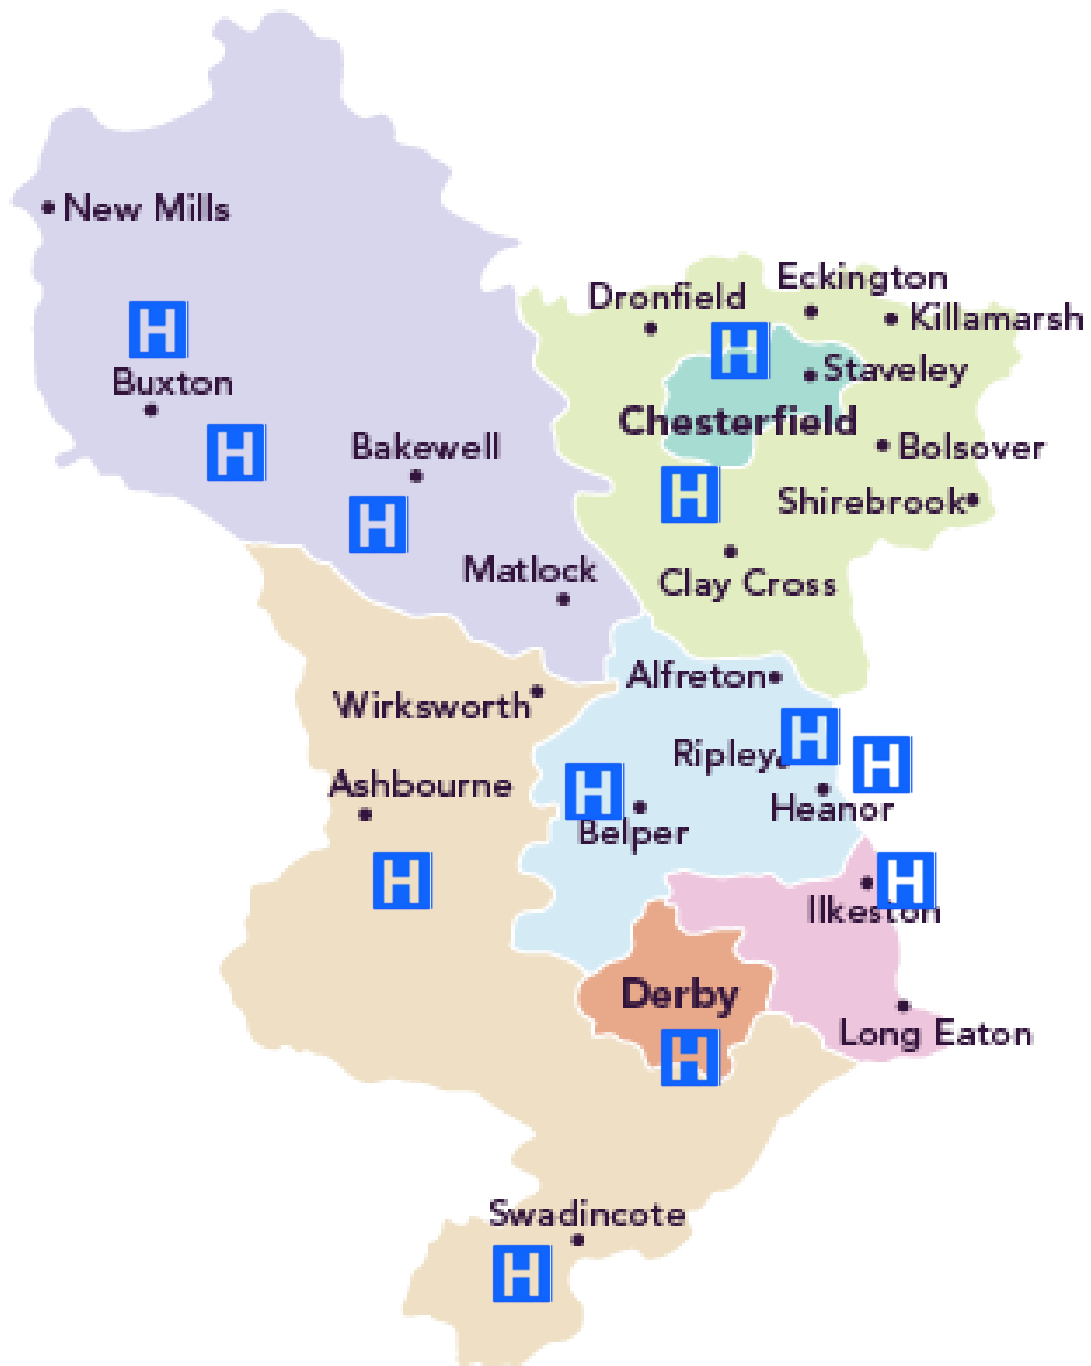 New Mills
Eckington
Dronfield
Killamarsh
H
H
Staveley
Buxton
Chesterfield
H
Bakewell
Bolsover
H
H
Shirebrook
Matlock
Clay Cross
Alfreton
Wirksworth
H
Ripley
H
Ashbourne
H
Heanor
Belper
H
H
Ilkeston
Derby
Long Eaton
H
Swadincote
H